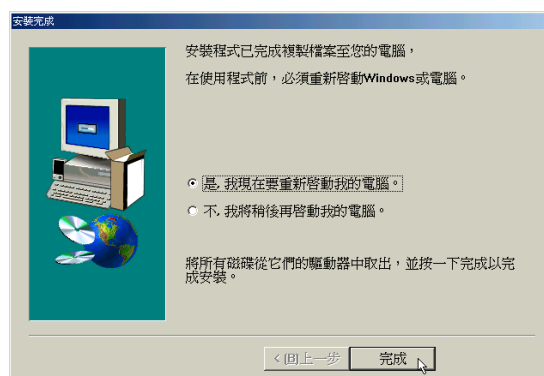 安裝完成
安裝程式已完成複製檔案至您的電腦，
在使用程式前，必須重新啓動Windows或電腦。
是,我現在要重新啓動我的電腦。
不,我將稍後再啓動我的電腦。
將所有磁碟從它們的驅動器中取出，並按一下完成以完
成安裝。
<(B)上一步 完成